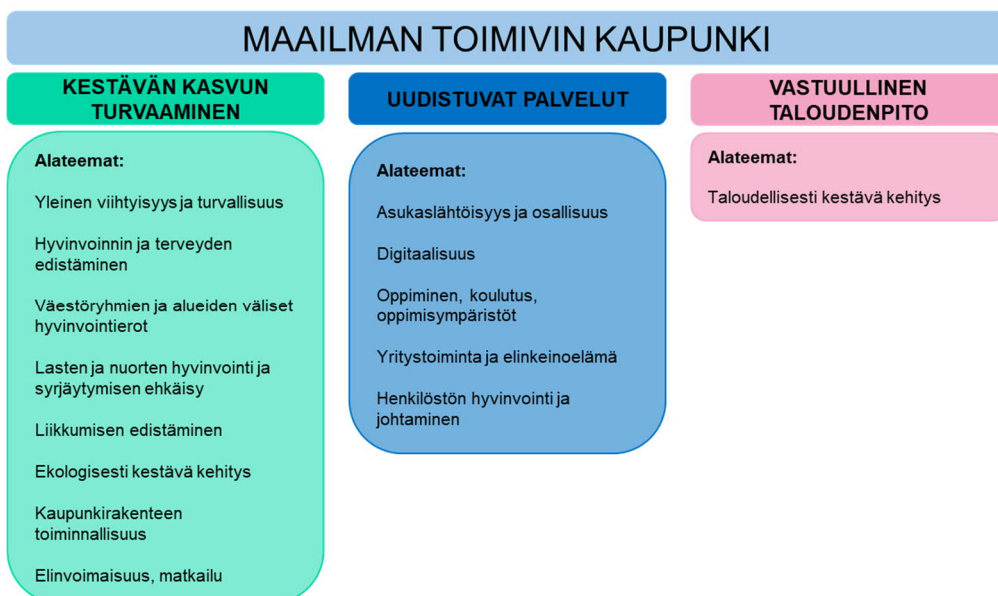 MAAILMAN TOIMIVIN KAUPUNKI
KESTÄVÄN KASVUN
TURVAAMINEN
Alateemat:
Yleinen viihtyisyys ja turvallisuus
Hyvinvoinnin ja terveyden
edistäminen
Väestöryhmien ja alueiden väliset
hyvinvointierot
Lasten ja nuorten hyvinvointi ja
syrjäytymisen ehkäisy
Liikkumisen edistäminen
Ekologisesti kestävä kehitys
Kaupunkirakenteen
toiminnallisuus
Elinvoimaisuus, matkailu
UUDISTUVAT PALVELUT
Alateemat:
Asukaslähtöisyys ja osallisuus
Digitaalisuus
Oppiminen, koulutus,
oppimisympäristöt
Yritystoiminta ja elinkeinoelämä
Henkilöstön hyvinvointi ja
johtaminen
VASTUULLINEN
TALOUDENPITO
Alateemat:
Taloudellisesti kestävä kehitys